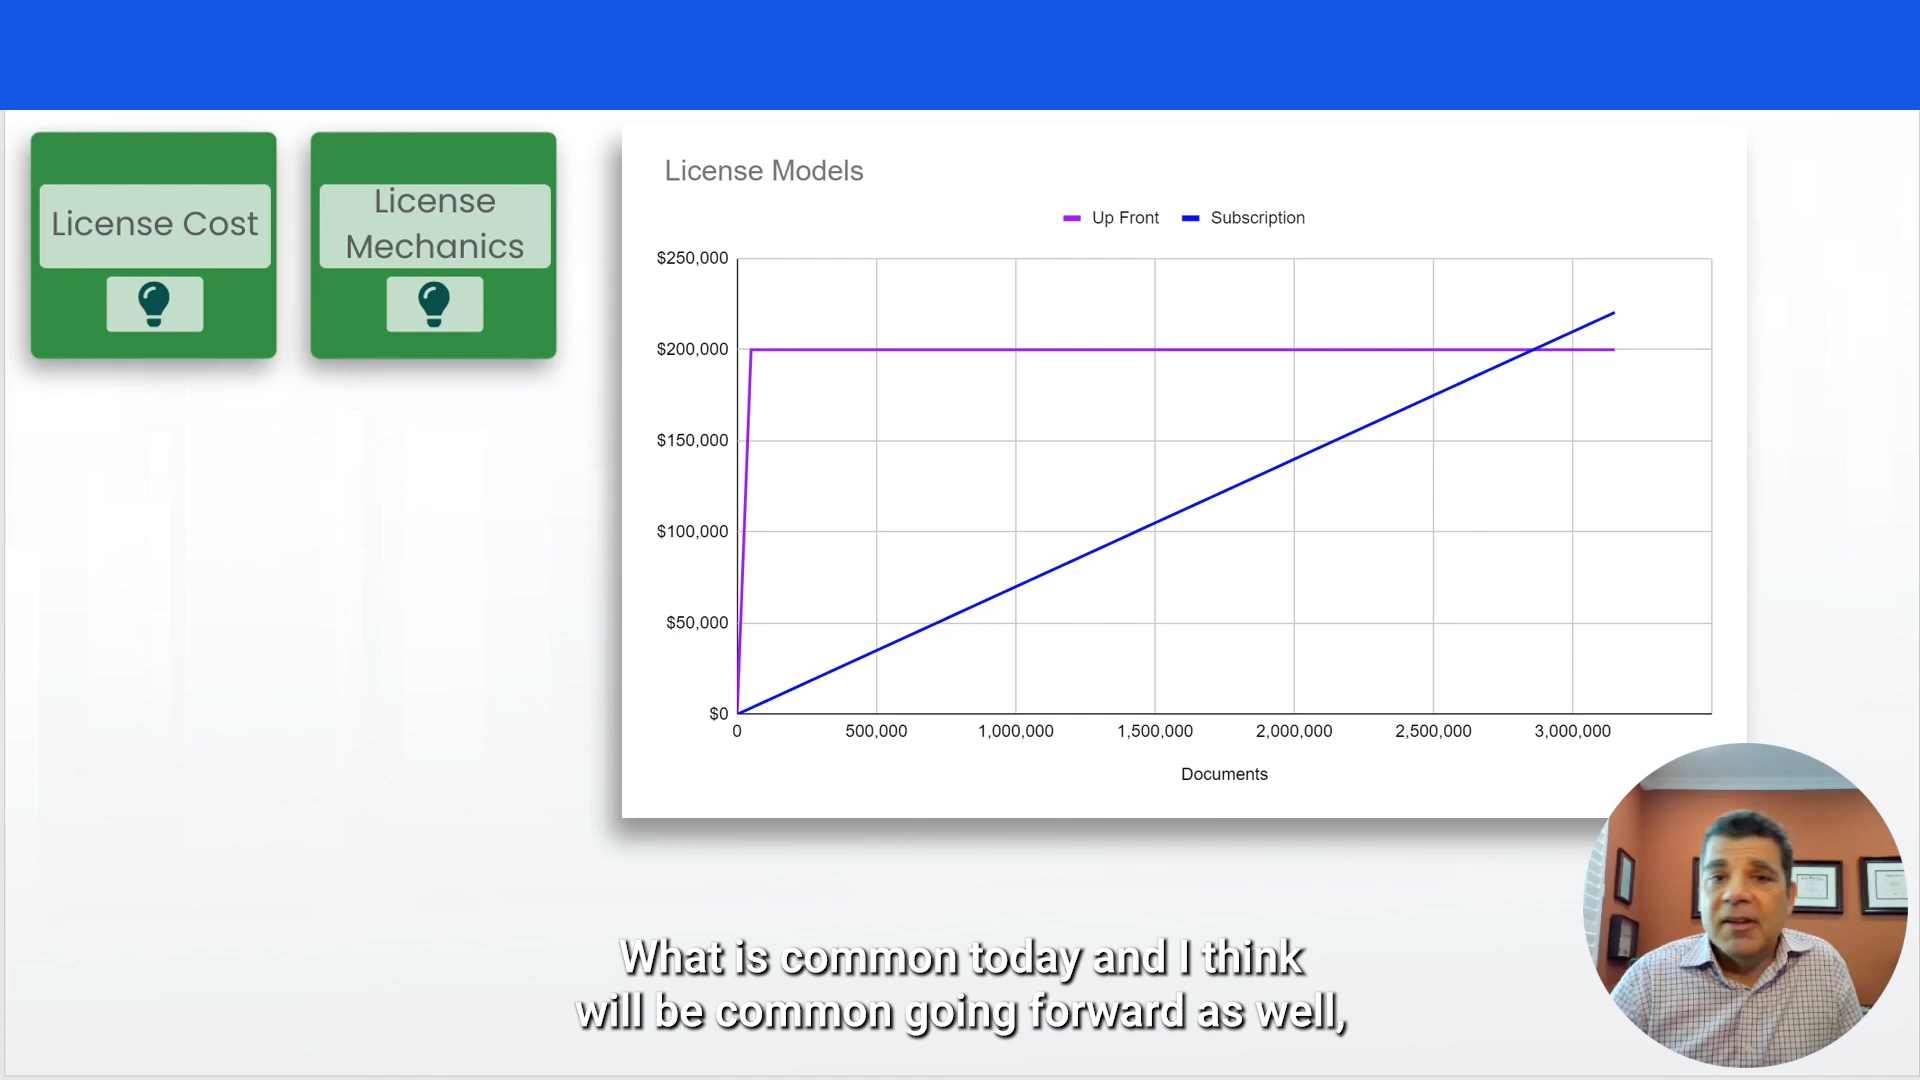 License Cost
License
Mechanics
License Models
Up Front
Subscription
$250,000
$200,000
$150,000
$100,000
$50,000
$0
0
500,000
1,000,000
1,500,000
2,000,000
2,500,000
3,000,000
Documents
What is common today and I think
will be common going forward as well,